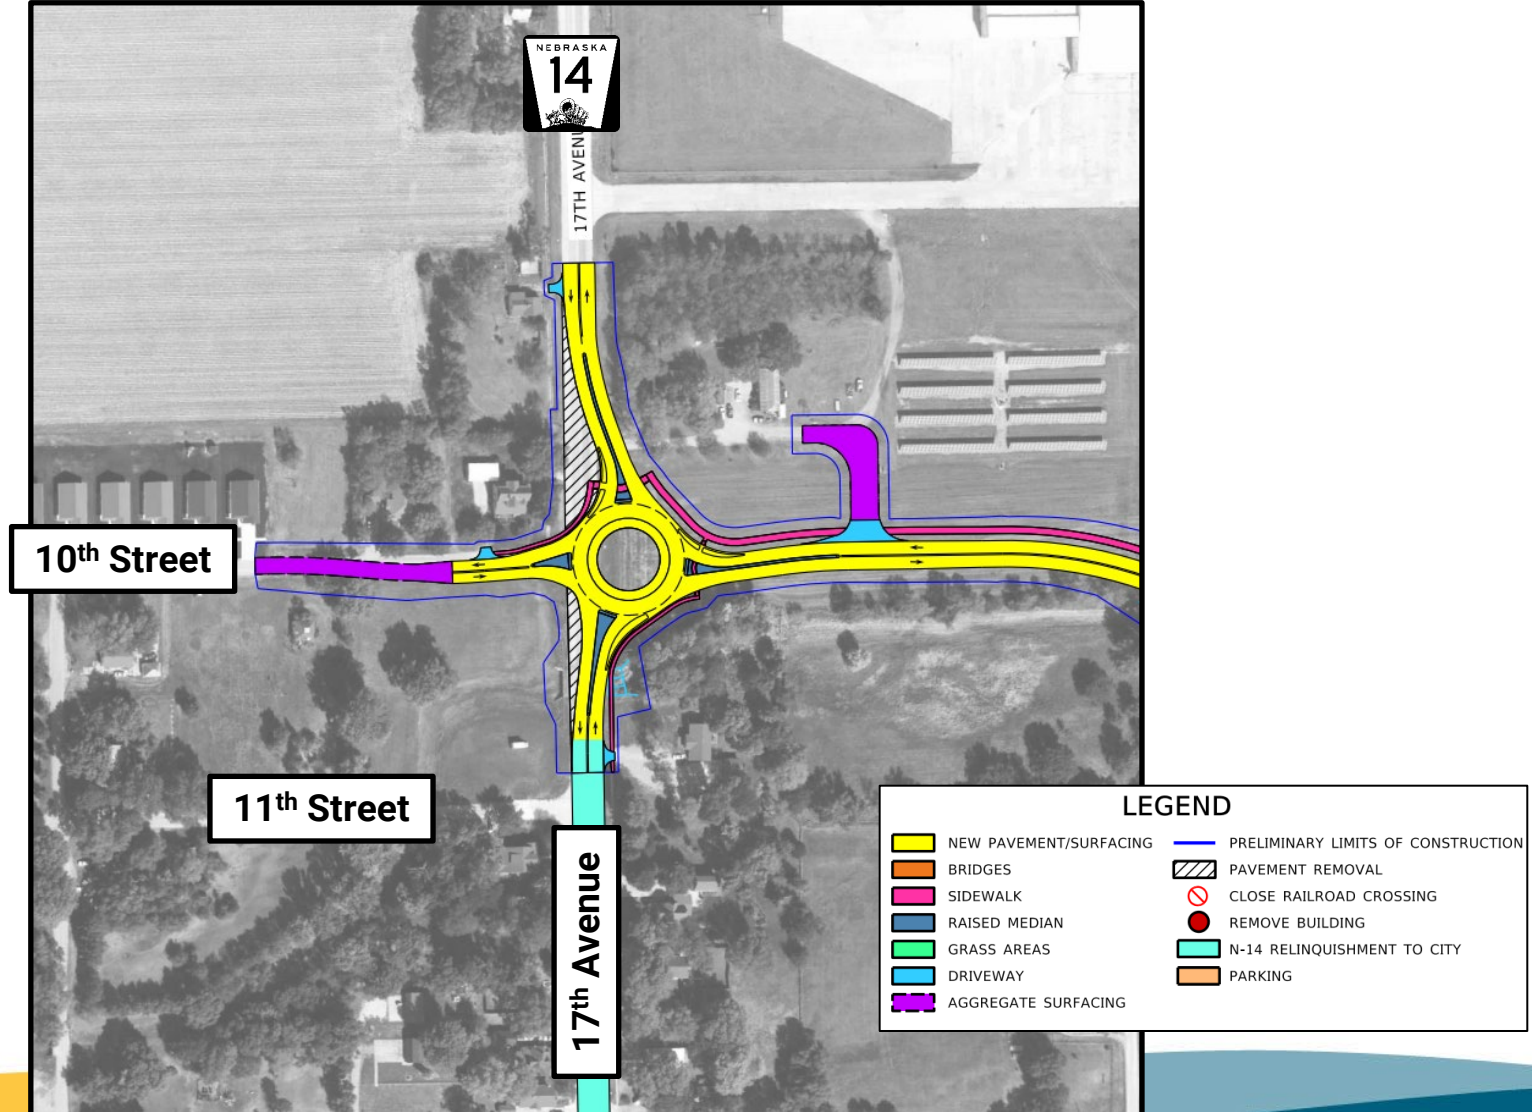 NEBRASKA
14
17TH AVENU
10th Street
11th Street
17th Avenue
LEGEND
NEW PAVEMENT/SURFACING
BRIDGES
SIDEWALK
RAISED MEDIAN
GRASS AREAS
DRIVEWAY
AGGREGATE SURFACING
PRELIMINARY LIMITS OF CONSTRUCTION
PAVEMENT REMOVAL
CLOSE RAILROAD CROSSING
REMOVE BUILDING
N-14 RELINQUISHMENT TO CITY
PARKING